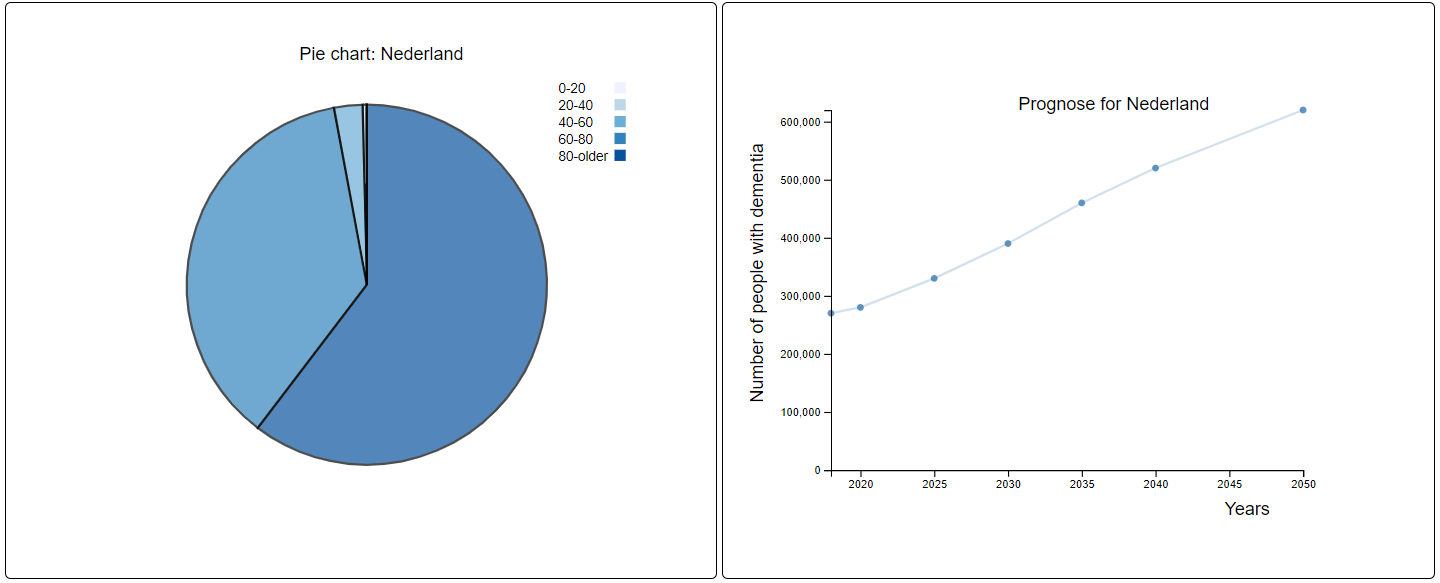 Pie chart: Nederland
0-20
20-40
40-60
60-80
80-older
Prognose for Nederland
Number of people with dementia
600,000
500,000
400,000
300,000
200,000
100,000
0
2020 2025 2030 2035 2040 2045 2050
Years